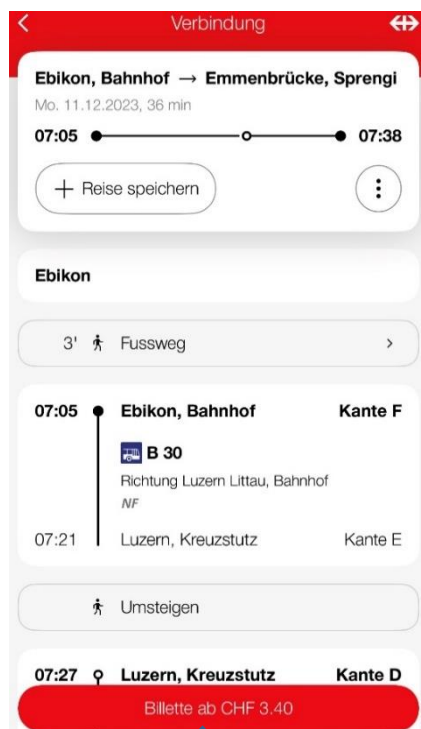 Verbindung
Ebikon, Bahnhof → Emmenbrücke, Sprengi
Mo. 11.12.2023, 36 min
07:05 07:38
+ Reise speichern
Ebikon
3' Fussweg >
07:05 Ebikon, Bahnhof Kante F
B 30
Richtung Luzern Littau, Bahnhof
NF
07:21 Luzern, Kreuzstutz Kante E
Umsteigen
07:27 Luzern, Kreuzstutz Kante D
Billette ab CHF 3.40